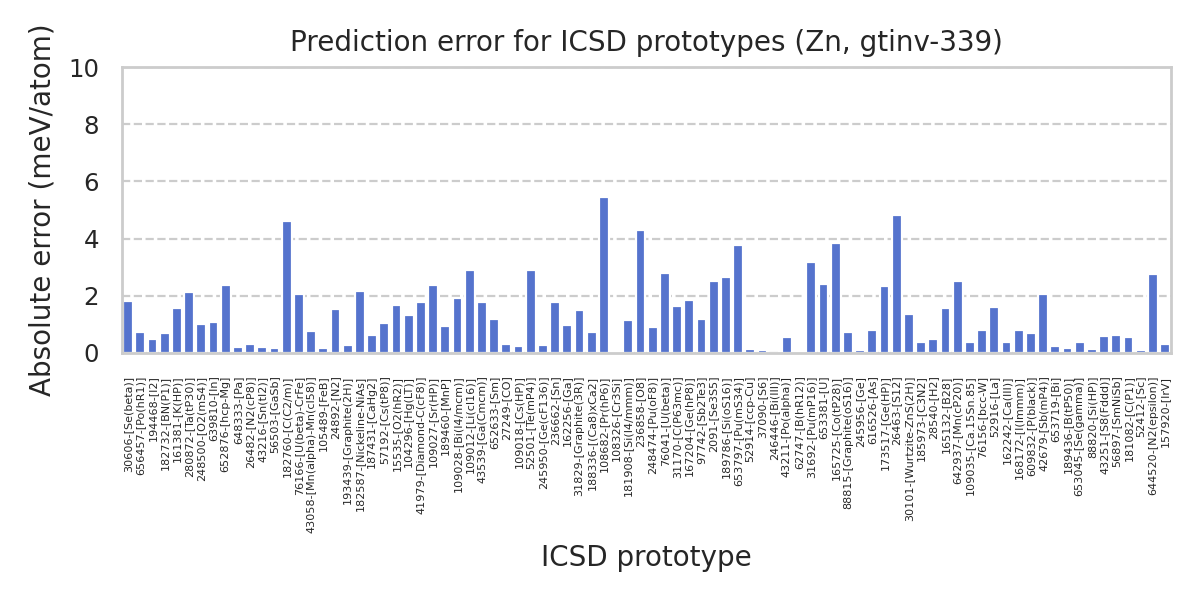 Prediction error for ICSD prototypes (Zn, gtinv-339)
Absolute error (meV/atom)
10
8
6
4
2
0
30606-[Se(beta)]
656457-[Po(hR1)]
194468-[I2]
182732-[BN(P1)]
16381-[K(HP)]
280872-[Ta(tP30)]
248500-[O2(mS4)]
639810-[In]
652876-[hcp-Mg]
648333-[Pa]
26482-[N2(cP8)]
43216-[Sn(tI2)]
56503-[GaSb]
182760-[C(C2/m)]
76166-[U(beta)-CrFe]
43058-[Mn(alpha)-Mn(cI58)]
105489-[FeB]
24892-[N2]
193439-[Graphite(2H)]
182587-[Nickeline-NiAs]
187431-[CaHg2]
57192-[Cs(tP8)]
15535-[O2(hR2)]
104296-[Hg(LT)]
41979-[Diamond-C(cF8)]
109027-[Sr(HP)]
189460-[MnP]
109028-[Bi(I4/mcm)]
109012-[Li(cI16)]
43539-[Ga(Cmcm)]
652633-[Sm]
27249-[CO]
109018-[Cs(HP)]
52501-[Te(mP4)]
245950-[Ge(cF136)]
236662-[Sn]
162256-[Ga]
31829-[Graphite(3R)]
188336-[(Ca8)xCa2]
108682-[Pr(hP6)]
108326-[Cr3Si]
181908-[Si(I4/mmm)]
236858-[O8]
248474-[Pu(oF8)]
76041-[U(beta)]
31170-[C(P63mc)]
167204-[Ge(hP8)]
97742-[Sb2Te3]
2091-[Se3S5]
189786-[Si(oS16)]
653797-[Pu(mS34)]
52914-[ccp-Cu]
37090-[S6]
246446-[Bi(III)]
43211-[Po(alpha)]
62747-[B(hR12)]
31692-[Pu(mP16)]
653381-[U]
165725-[Co(tP28)]
88815-[Graphite(oS16)]
245956-[Ge]
616526-[As]
173517-[Ge(HP)]
26463-[S12]
30101-[Wurtzite-ZnS(2H)]
185973-[C3N2]
28540-[H2]
165132-[B28]
642937-[Mn(cP20)]
109035-[Ca.15Sn.85]
76156-[bcc-W]
52916-[La]
162242-[Ca(III)]
168172-[I(Immm)]
609832-[P(black)]
42679-[Sb(mP4)]
653719-[Bi]
189436-[B(tP50)]
653045-[Se(gamma)]
88820-[Si(HP)]
43251-[S8(Fddd)]
56897-[SmNiSb]
181082-[C(P1)]
52412-[Sc]
644520-[N2(epsilon)]
157920-[IrV]
ICSD prototype